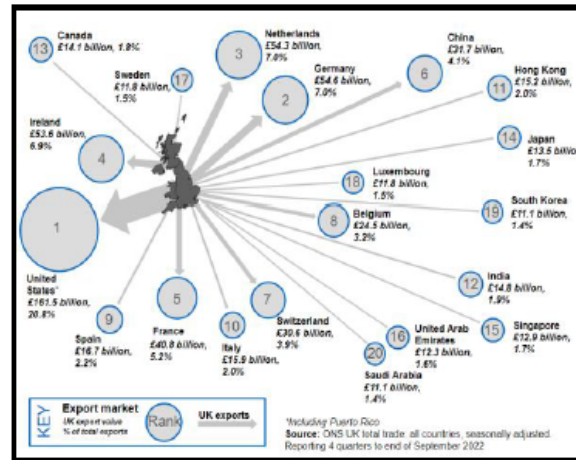 13
Canada
£14.1 billion, 1.8%
Sweden
17
£11.8 billion,
1.5%
3
Netherlands
£54.3 billion,
7.0%
2
Germany
£54.6 billion,
7.0%
6
China
£31.7 billion,
4.1%
11
Hong Kong
£15.2 billion,
2.0%
14
Japan
£13.5 billion,
1.7%
Ireland
£53.6 billion,
6.9%
4
18
Luxembourg
£11.8 billion,
1.5%
19
South Korea
£11.1 billion,
1.4%
1
United
States*
£161.5 billion,
20.8%
8
Belgium
£24.5 billion,
3.2%
12
India
£14.8 billion,
1.9%
9
Spain
£16.7 billion,
2.2%
5
France
£40.8 billion,
5.2%
10
Italy
£15.9 billion,
2.0%
7
Switzerland
£30.6 billion,
3.9%
20
Saudi Arabia
£11.1 billion,
1.4%
16
United Arab
Emirates
£12.3 billion,
1.6%
15
Singapore
£12.9 billion,
1.7%
KEY
Export market
UK export value
% of total exports
Rank
UK exports
*Including Puerto Rico
Source: ONS UK total trade: all countries, seasonally adjusted.
Reporting 4 quarters to end of September 2022